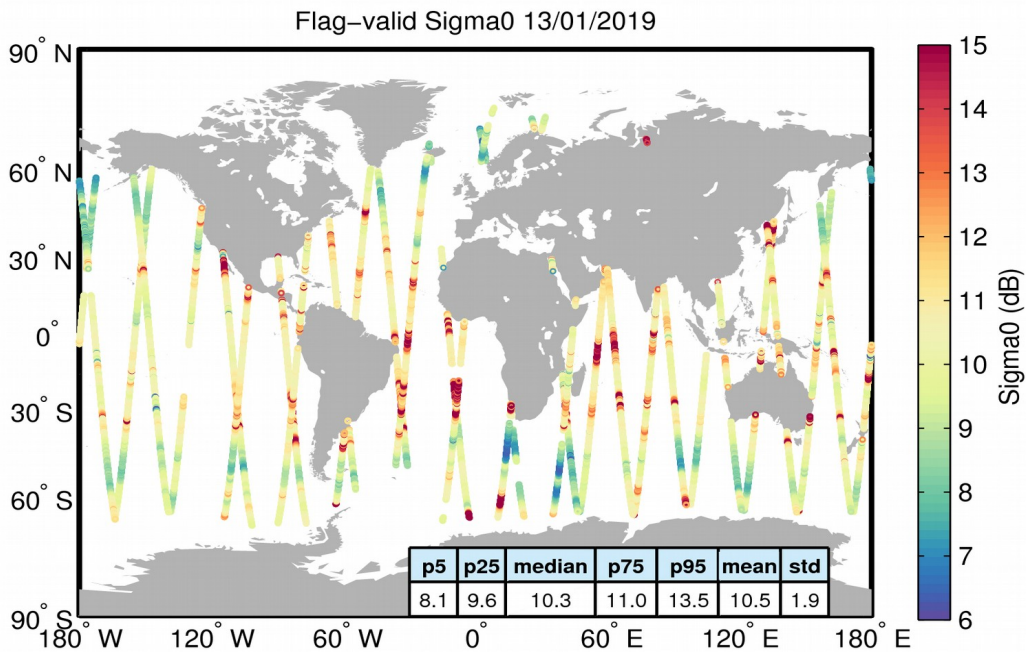 Flag-valid Sigma0 13/01/2019
90° N
60° N
30° N
0°
30° S
60° S
90° S
180° W
120° W
60° W
0°
60° E
120° E
180° E
p5 p25 median p75 p95 mean std
8.1 9.6 10.3 11.0 13.5 10.5 1.9
15
14
13
12
11
10
9
8
7
6
Sigma0 (dB)